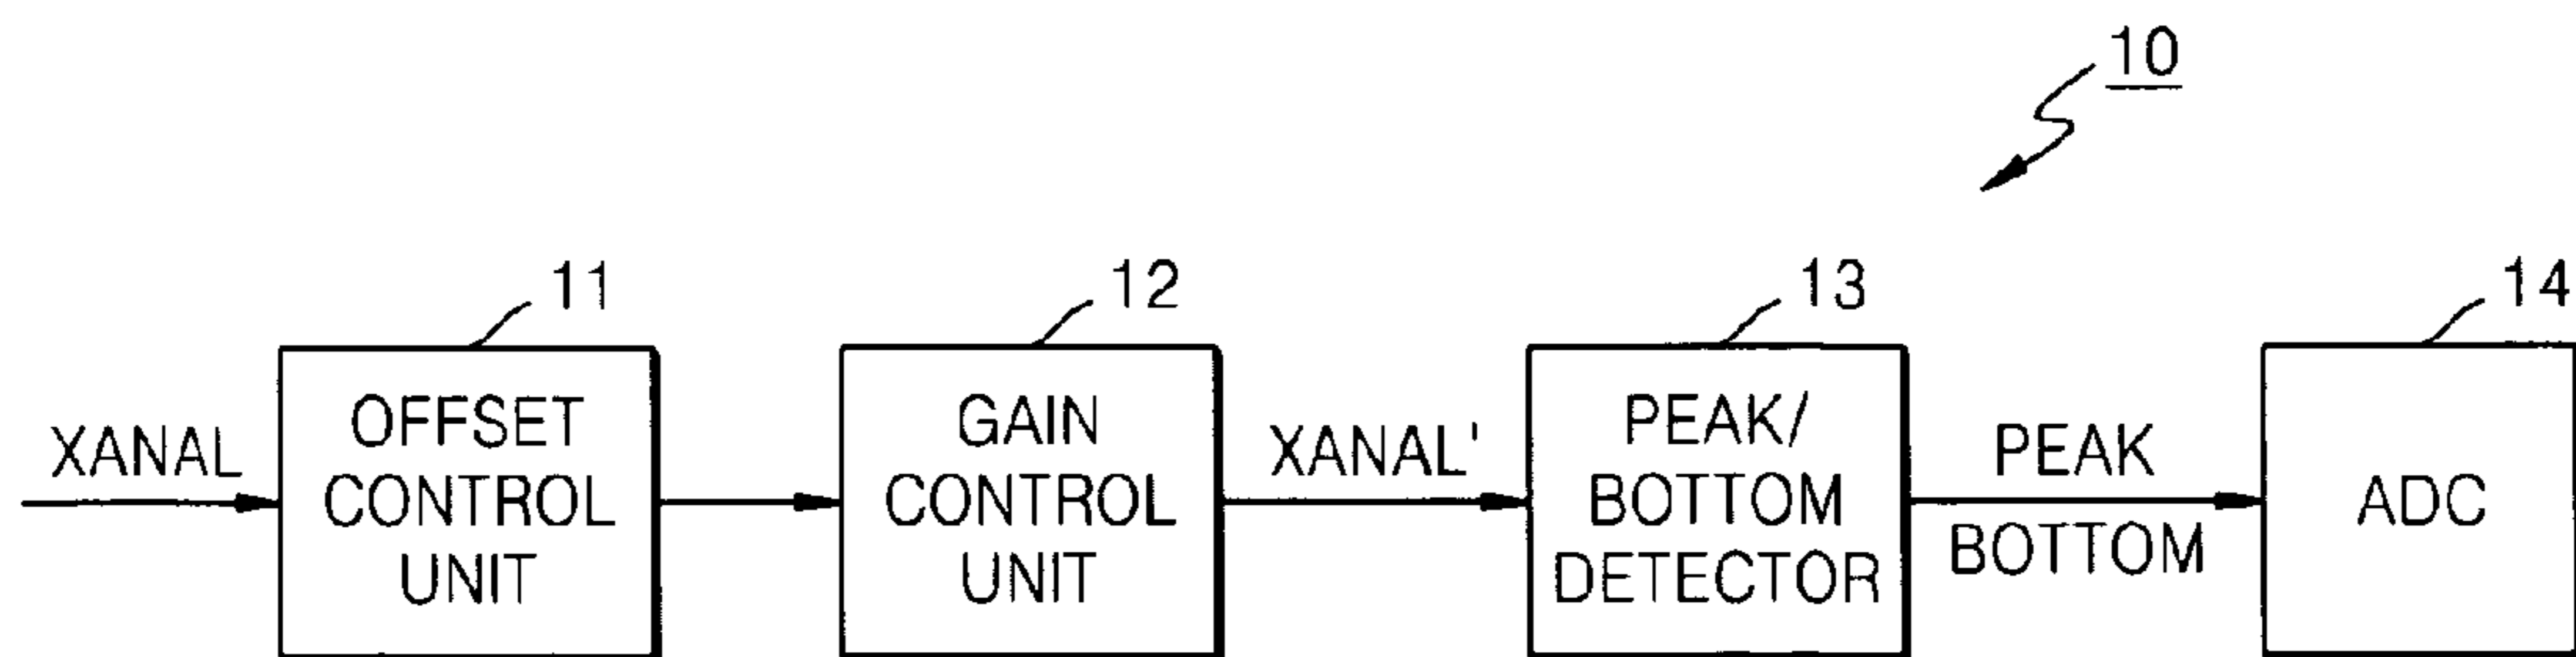 10
11
12
13
14
XANAL
OFFSET
CONTROL
UNIT
GAIN
CONTROL
UNIT
XANAL'
PEAK/
BOTTOM
DETECTOR
PEAK
BOTTOM
ADC